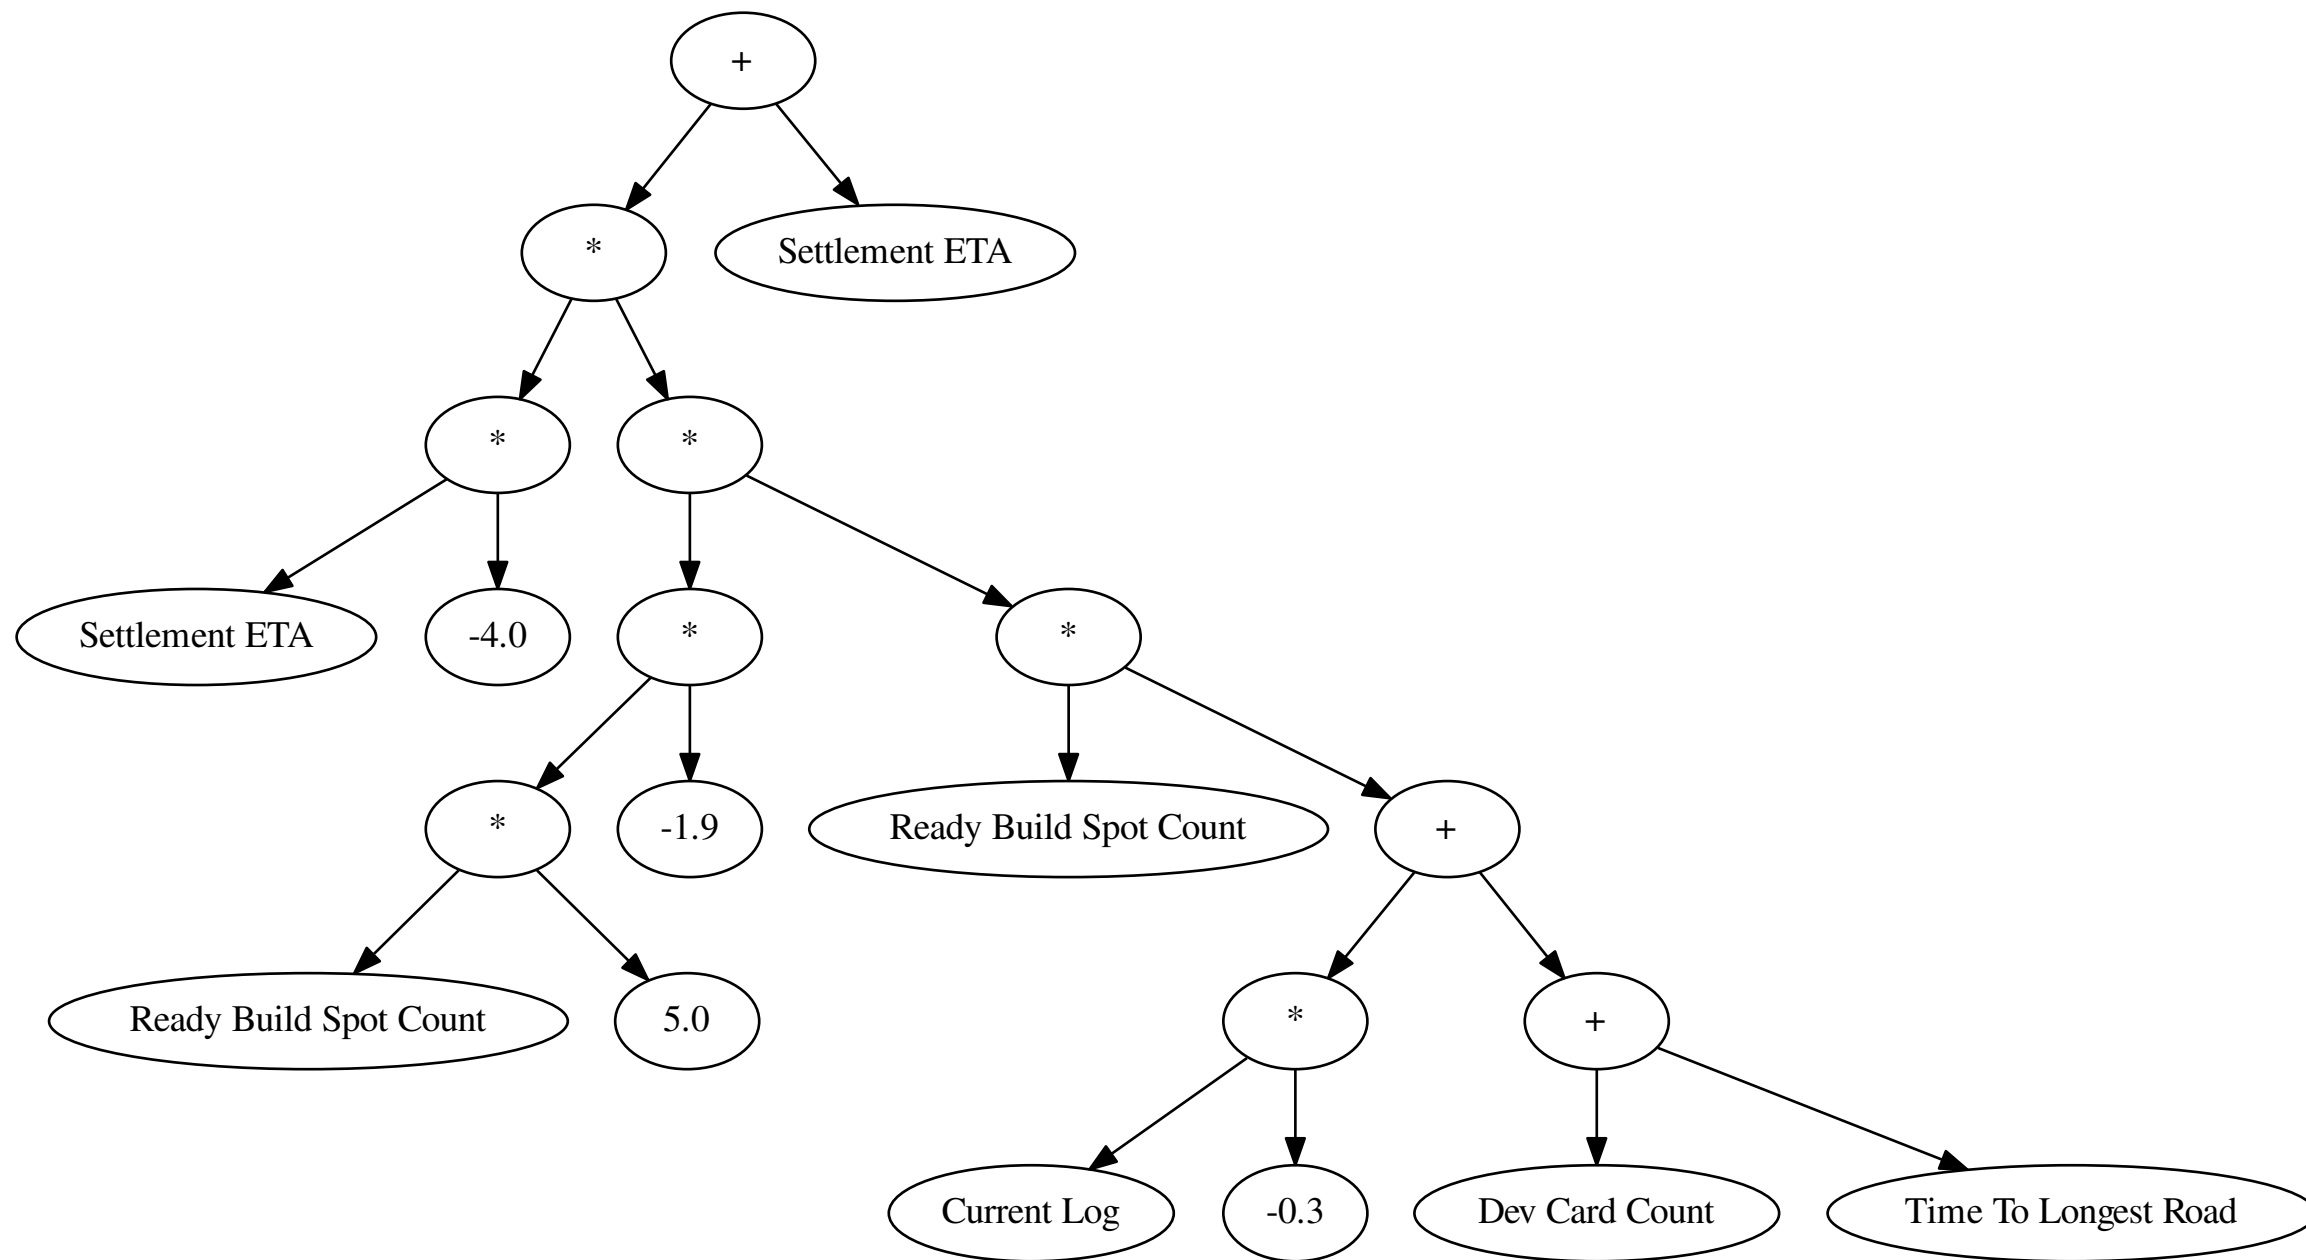 +
*
Settlement ETA
*
*
Settlement ETA
-4.0
*
*
*
-1.9
Ready Build Spot Count
+
Ready Build Spot Count
5.0
*
+
Current Log
-0.3
Dev Card Count
Time To Longest Road